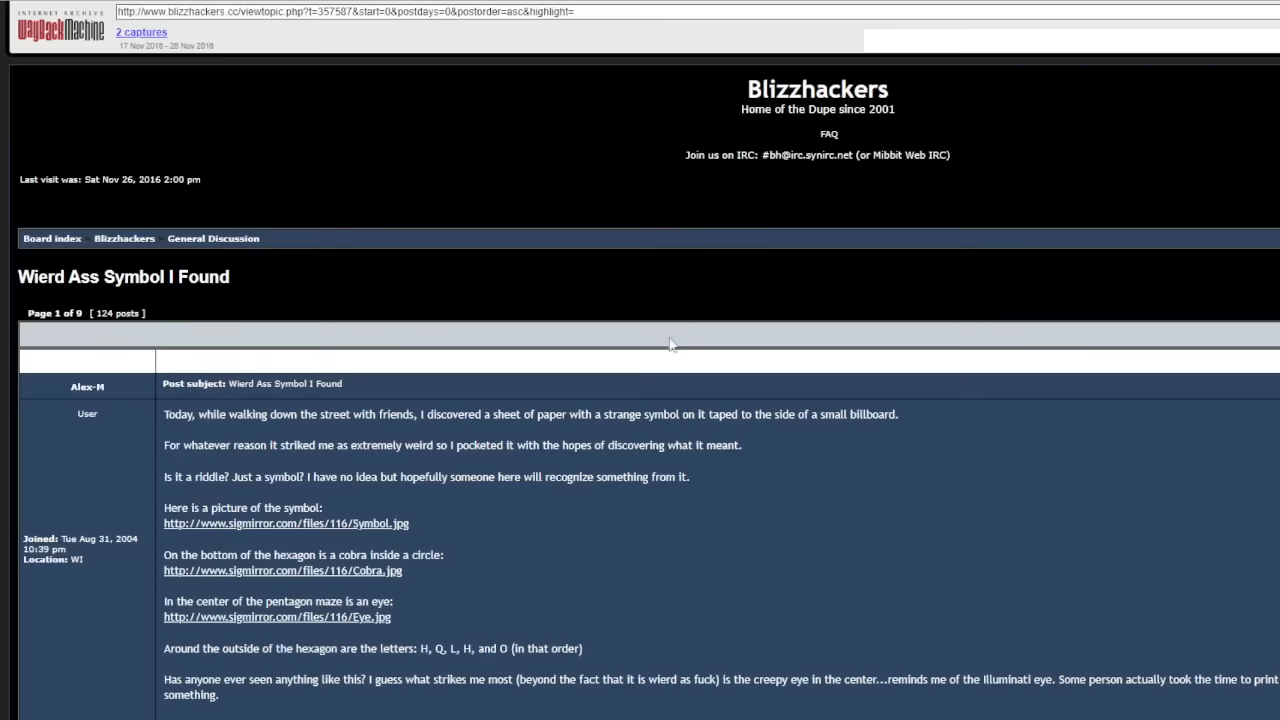 INTERNET ARCHIVE
WayBackMachine
http://www.blizzhackers.cc/viewtopic.php?t=357587&start=0&postdays=0&postorder=asc&highlight=
2 captures
17 Nov 2016 - 28 Nov 2016
Blizzhackers
Home of the Dupe since 2001
FAQ
Join us on IRC: #bh@irc.synirc.net (or Mibbit Web IRC)
Last visit was: Sat Nov 26, 2016 2:00 pm
Board index » Blizzhackers » General Discussion
Wierd Ass Symbol I Found
Page 1 of 9 [ 124 posts ]
Alex-M
Post subject: Wierd Ass Symbol I Found
User
Joined: Tue Aug 31, 2004
10:39 pm
Location: WI
Today, while walking down the street with friends, I discovered a sheet of paper with a strange symbol on it taped to the side of a small billboard.
For whatever reason it striked me as extremely weird so I pocketed it with the hopes of discovering what it meant.
Is it a riddle? Just a symbol? I have no idea but hopefully someone here will recognize something from it.
Here is a picture of the symbol:
http://www.sigmirror.com/files/116/Symbol.jpg
On the bottom of the hexagon is a cobra inside a circle:
http://www.sigmirror.com/files/116/Cobra.jpg
In the center of the pentagon maze is an eye:
http://www.sigmirror.com/files/116/Eye.jpg
Around the outside of the hexagon are the letters: H, Q, L, H, and O (in that order)
Has anyone ever seen anything like this? I guess what strikes me most (beyond the fact that it is wierd as fuck) is the creepy eye in the center...reminds me of the Illuminati eye. Some person actually took the time to print
something.